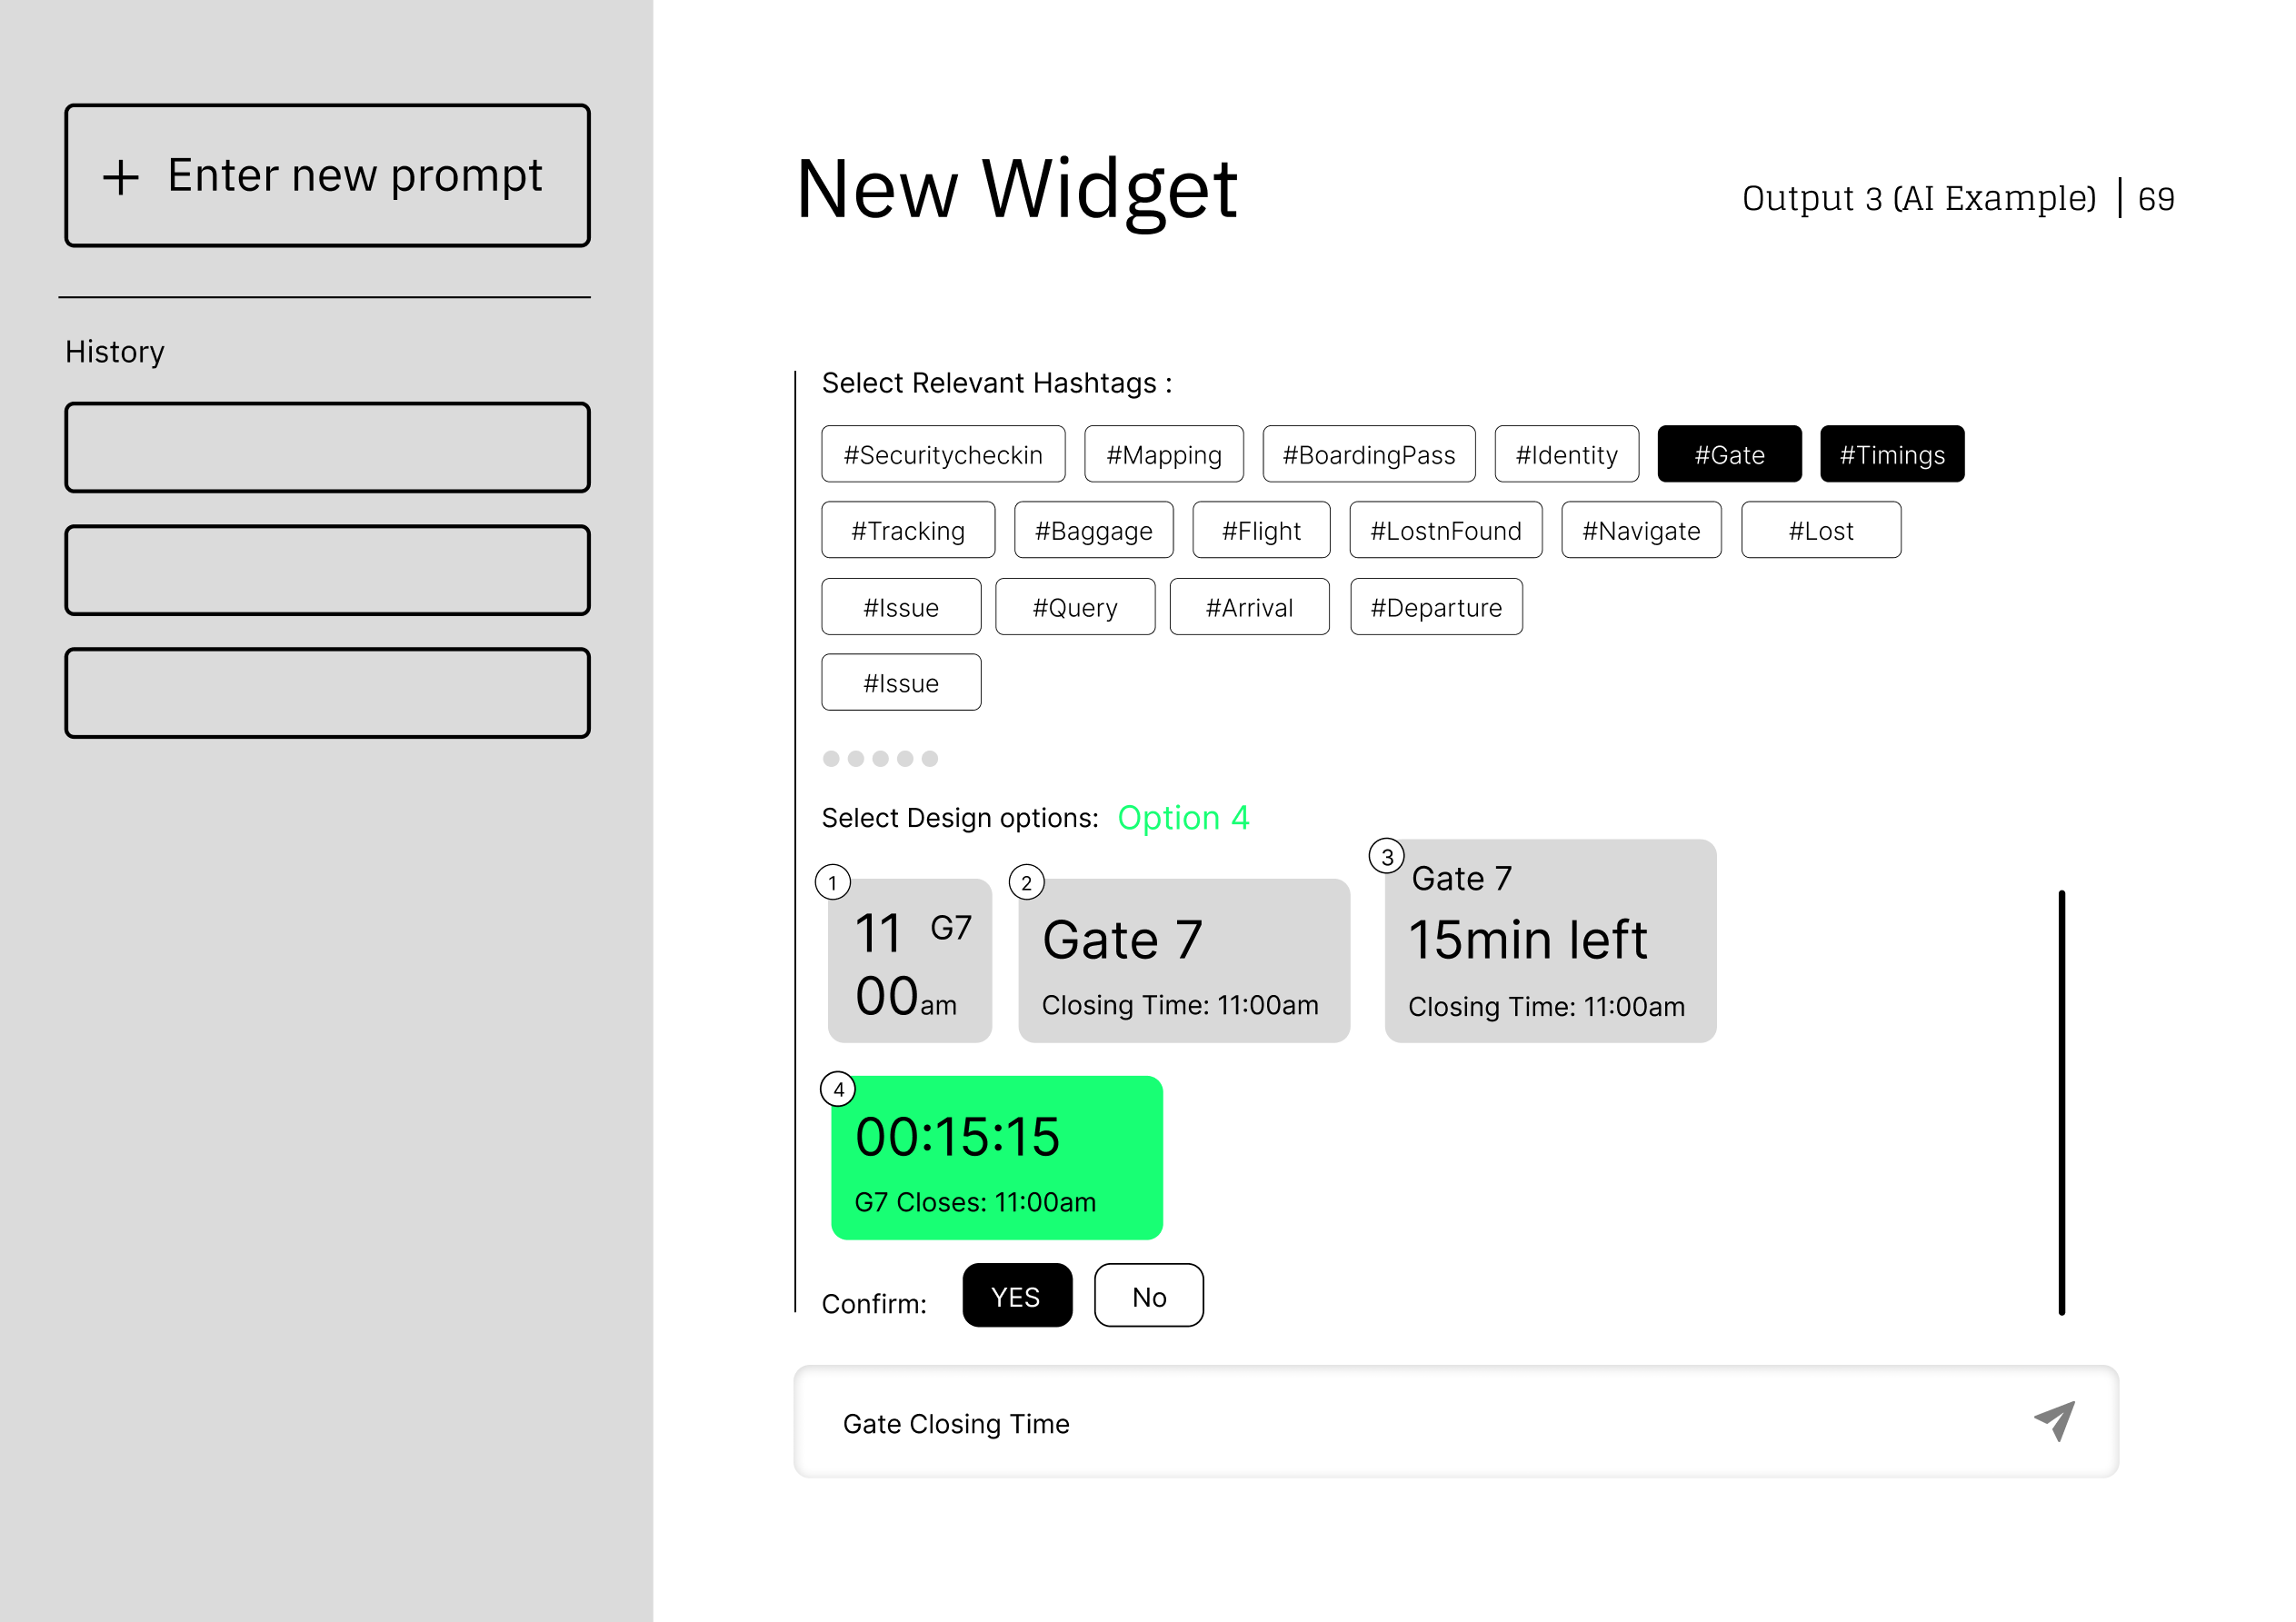 + Enter new prompt
History
New Widget
Output 3 (AI Example) | 69
Select Relevant Hashtags :
#Securitycheckin #Mapping #BoardingPass #Identity #Gate #Timings
#Tracking #Baggage #Flight #LostnFound #Navigate #Lost
#Issue #Query #Arrival #Departure
#Issue
Select Design options: Option 4
1
11 G7
00am
2
Gate 7
Closing Time: 11:00am
3
Gate 7
15min left
Closing Time: 11:00am
4
00:15:15
G7 Closes: 11:00am
Confirm: YES No
Gate Closing Time